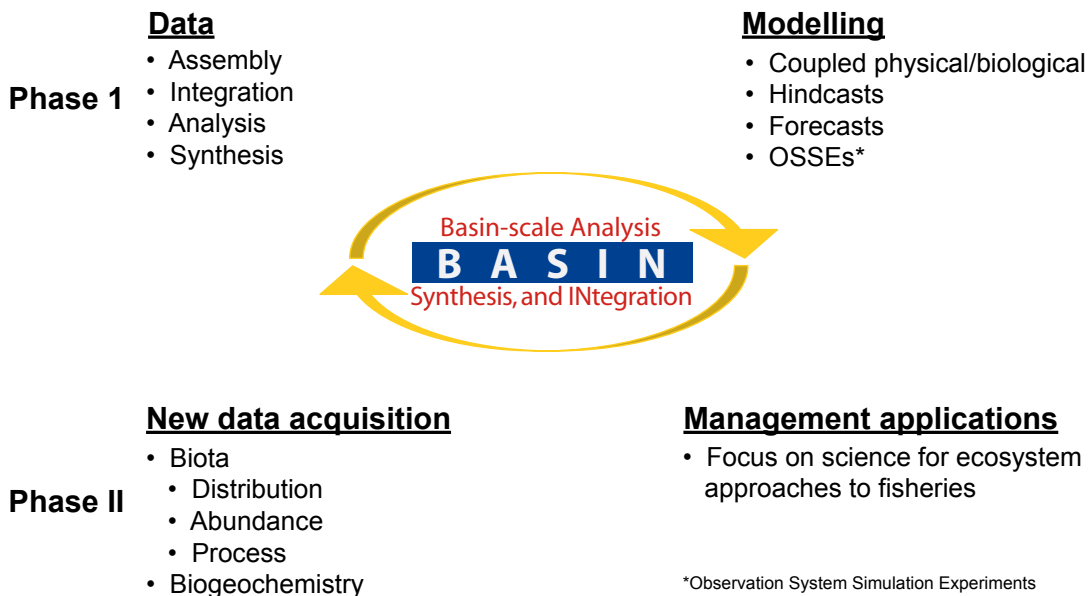 Data
• Assembly
• Integration
• Analysis
• Synthesis
Phase 1
Modelling
• Coupled physical/biological
• Hindcasts
• Forecasts
• OSSEs*
Basin-scale Analysis
B A S I N
Synthesis, and INtegration
New data acquisition
• Biota
• Distribution
• Abundance
• Process
• Biogeochemistry
Phase II
Management applications
• Focus on science for ecosystem
approaches to fisheries
*Observation System Simulation Experiments